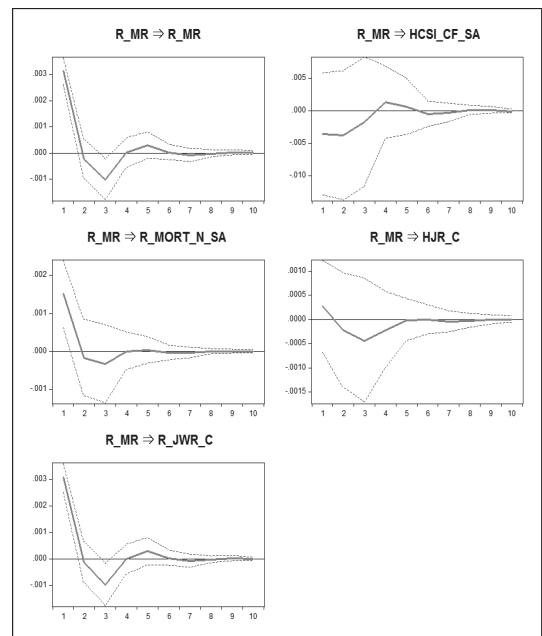 R_MR ⇒ R_MR
.003
.002
.001
.000
-.001
1 2 3 4 5 6 7 8 9 10
R_MR ⇒ HCSI_CF_SA
.005
.000
-.005
-.010
1 2 3 4 5 6 7 8 9 10
R_MR ⇒ R_MORT_N_SA
.002
.001
.000
-.001
1 2 3 4 5 6 7 8 9 10
R_MR ⇒ HJR_C
.0010
.0005
.0000
-.0005
-.0010
-.0015
1 2 3 4 5 6 7 8 9 10
R_MR ⇒ R_JWR_C
.003
.002
.001
.000
-.001
1 2 3 4 5 6 7 8 9 10